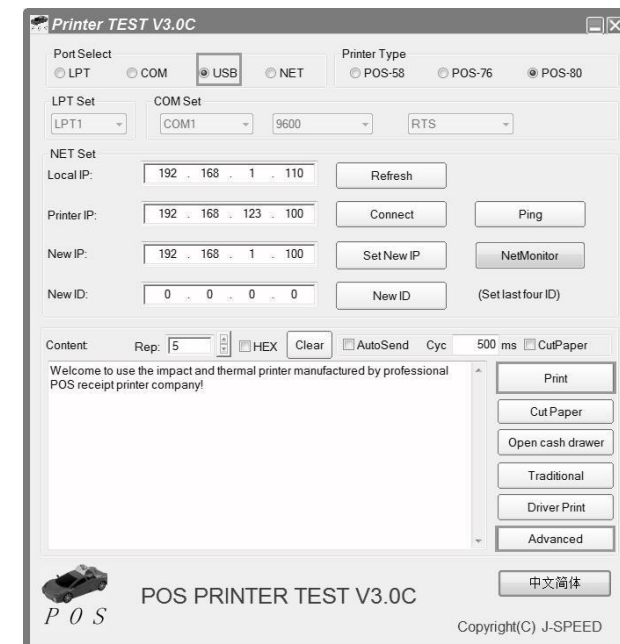 Printer TEST V3.0C
Port Select
LPT COM USB NET
Printer Type
POS-58 POS-76 POS-80
LPT Set
LPT1
COM Set
COM1 9600 RTS
NET Set
Local IP: 192 . 168 . 1 . 110 Refresh
Printer IP: 192 . 168 . 123 . 100 Connect Ping
New IP: 192 . 168 . 1 . 100 Set New IP NetMonitor
New ID: 0 . 0 . 0 . 0 New ID (Set last four ID)
Content: Rep: 5 HEX Clear AutoSend Cyc 500 ms CutPaper
Welcome to use the impact and thermal printer manufactured by professional
POS receipt printer company!
Print
Cut Paper
Open cash drawer
Traditional
Driver Print
Advanced
POS
POS PRINTER TEST V3.0C
中文简体
Copyright(C) J-SPEED